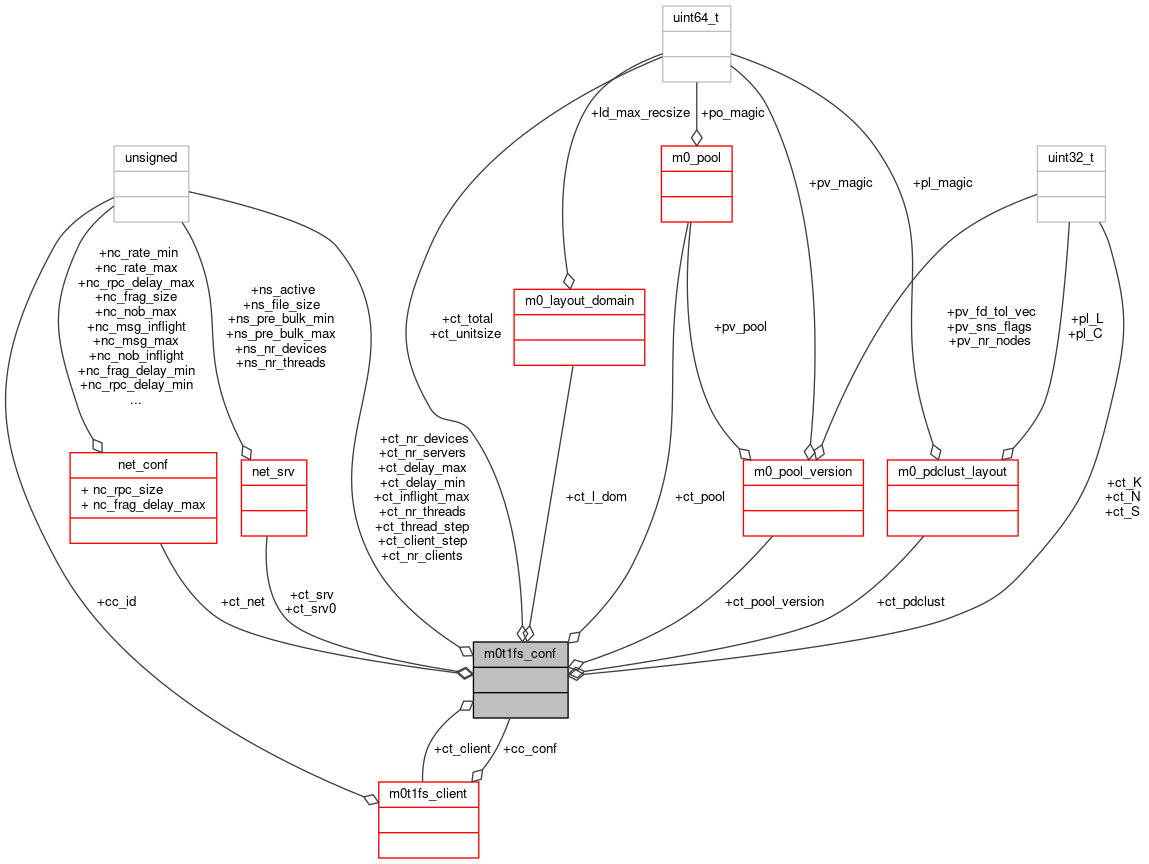 uint64_t
+ld_max_recsize
+po_magic
unsigned
m0_pool
uint32_t
+pv_magic
+pl_magic
+nc_rate_min
+nc_rate_max
+nc_rpc_delay_max
+nc_frag_size
+nc_nob_max
+nc_msg_inflight
+nc_msg_max
+nc_nob_inflight
+nc_frag_delay_min
+nc_rpc_delay_min
...
+ns_active
+ns_file_size
+ns_pre_bulk_min
+ns_pre_bulk_max
+ns_nr_devices
+ns_nr_threads
+ct_total
+ct_unitsize
m0_layout_domain
+pv_pool
+pv_fd_tol_vec
+pv_sns_flags
+pv_nr_nodes
+pl_L
+pl_C
net_conf
+ nc_rpc_size
+ nc_frag_delay_max
net_srv
+ct_nr_devices
+ct_nr_servers
+ct_delay_max
+ct_delay_min
+ct_inflight_max
+ct_nr_threads
+ct_thread_step
+ct_client_step
+ct_nr_clients
+ct_l_dom
+ct_pool
m0_pool_version
m0_pdclust_layout
+ct_K
+ct_N
+ct_S
+cc_id
+ct_net
+ct_srv
+ct_srv0
+ct_pool_version
+ct_pdclust
m0t1fs_conf
+ct_client
+cc_conf
m0t1fs_client